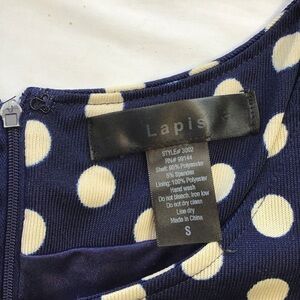 Lapis
STYLE# 3002
RN# 99144
Shell: 95% Polyester
5% Spandex
Lining: 100% Polyester
Hand wash
Do not bleach, Iron low
Do not dry clean
Line dry
Made in China
S